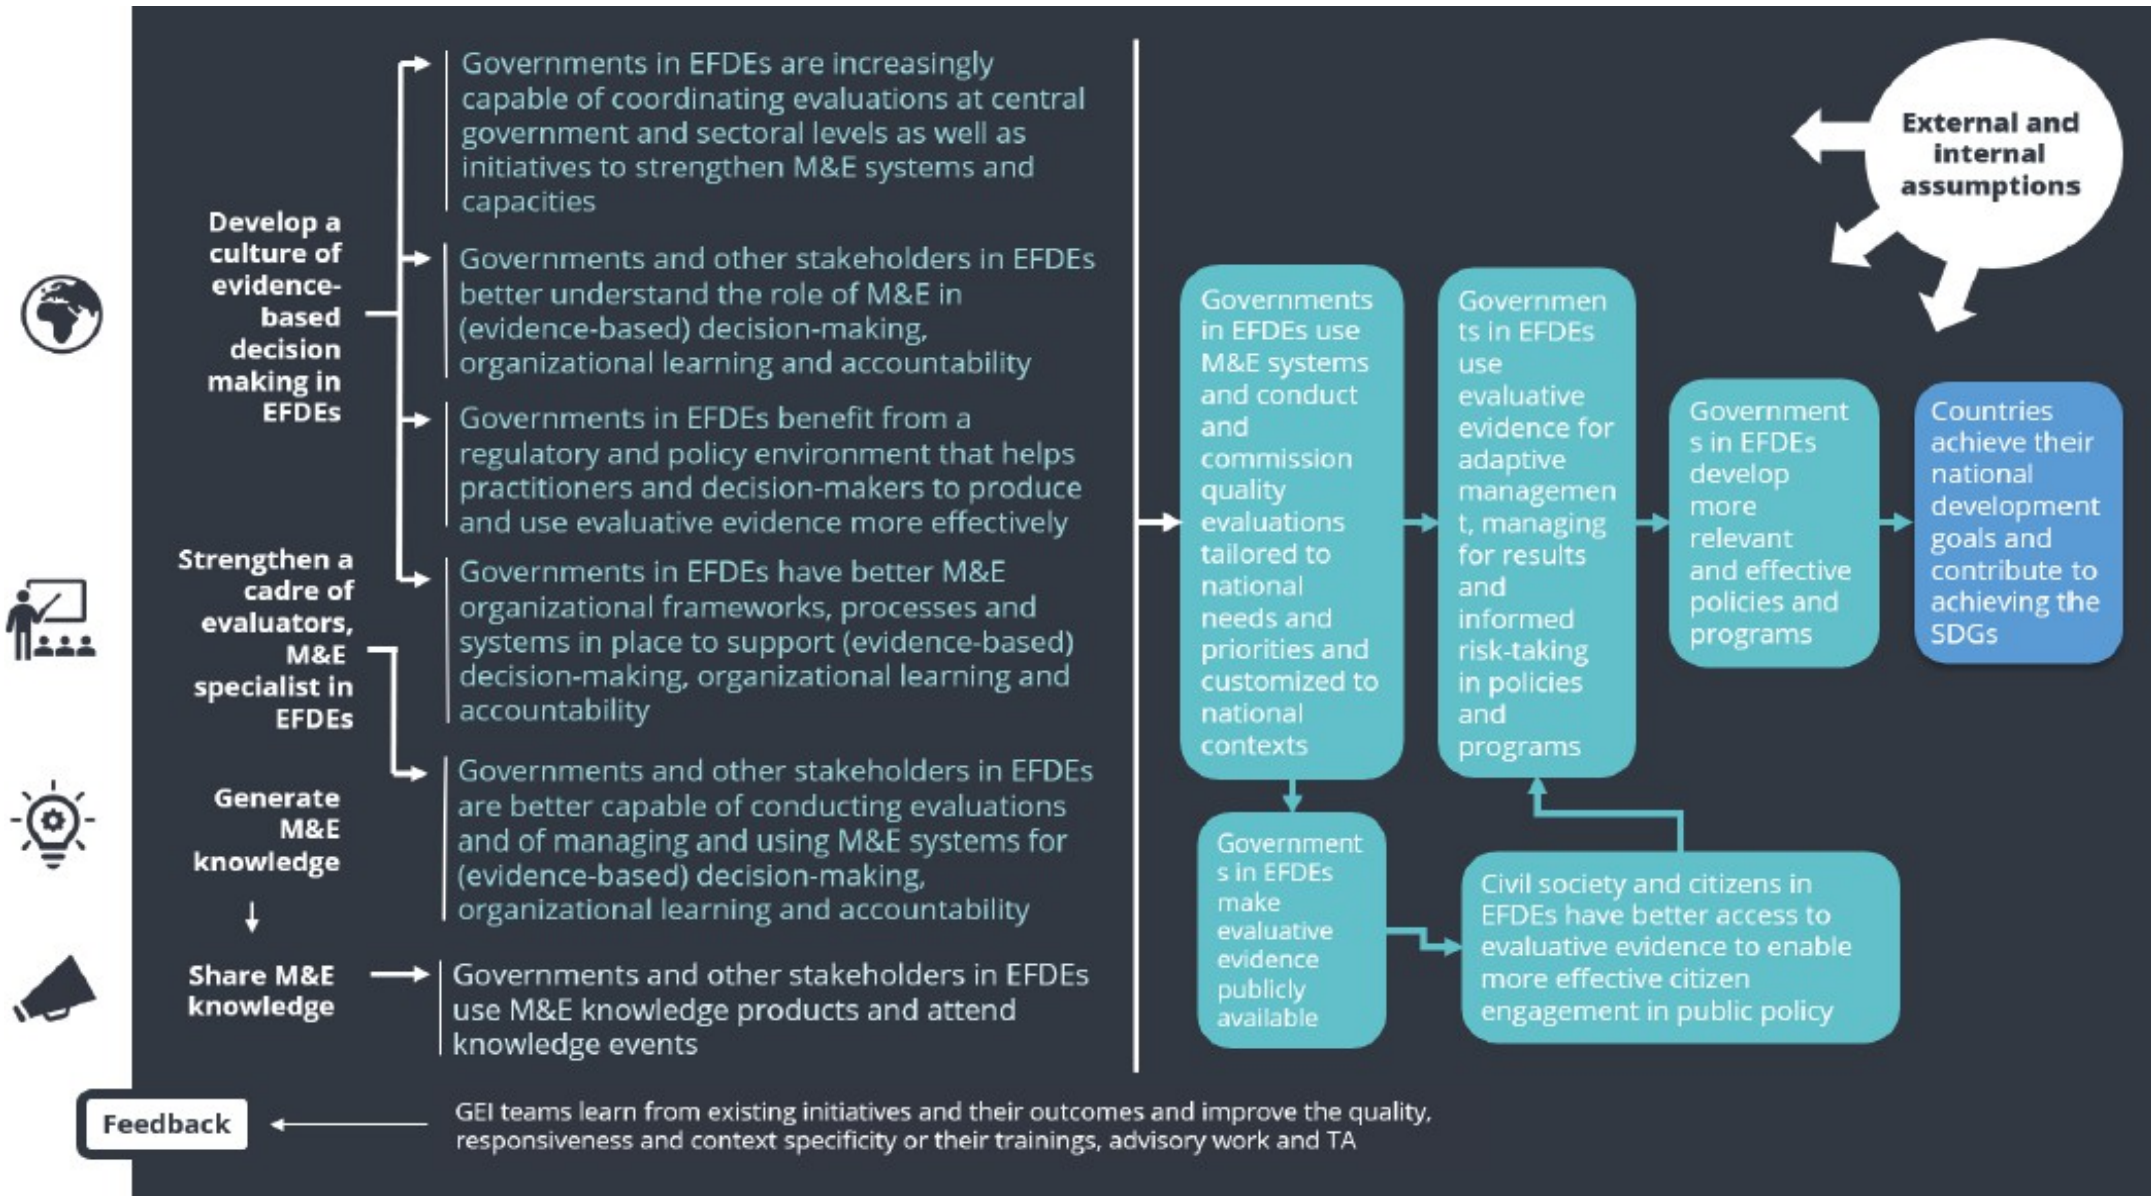 Develop a
culture of
evidence-
based
decision
making in
EFDEs
Strengthen a
cadre of
evaluators,
M&E
specialist in
EFDEs
Generate
M&E
knowledge
Share M&E
knowledge
Governments in EFDEs are increasingly
capable of coordinating evaluations at central
government and sectoral levels as well as
initiatives to strengthen M&E systems and
capacities
Governments and other stakeholders in EFDEs
better understand the role of M&E in
(evidence-based) decision-making,
organizational learning and accountability
Governments in EFDEs benefit from a
regulatory and policy environment that helps
practitioners and decision-makers to produce
and use evaluative evidence more effectively
Governments in EFDEs have better M&E
organizational frameworks, processes and
systems in place to support (evidence-based)
decision-making, organizational learning and
accountability
Governments and other stakeholders in EFDEs
are better capable of conducting evaluations
and of managing and using M&E systems for
(evidence-based) decision-making,
organizational learning and accountability
Governments and other stakeholders in EFDEs
use M&E knowledge products and attend
knowledge events
Governments
in EFDEs use
M&E systems
and conduct
and
commission
quality
evaluations
tailored to
national
needs and
priorities and
customized to
national
contexts
Governmen
ts in EFDEs
use
evaluative
evidence for
adaptive
managemen
t, managing
for results
and
informed
risk-taking
in policies
and
programs
Government
s in EFDEs
develop
more
relevant
and effective
policies and
programs
Countries
achieve their
national
development
goals and
contribute to
achieving the
SDGs
External and
internal
assumptions
Government
s in EFDEs
make
evaluative
evidence
publicly
available
Civil society and citizens in
EFDEs have better access to
evaluative evidence to enable
more effective citizen
engagement in public policy
Feedback
GEI teams learn from existing initiatives and their outcomes and improve the quality,
responsiveness and context specificity or their trainings, advisory work and TA